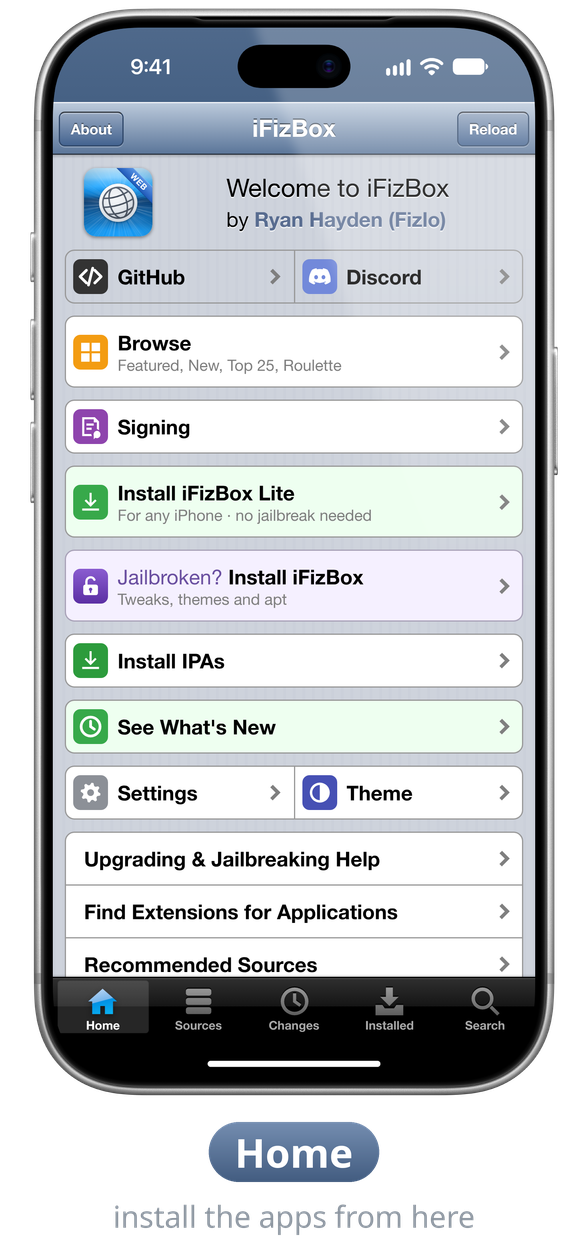 9:41
About
iFizBox
Reload
WEB
Welcome to iFizBox
by Ryan Hayden (Fizlo)
GitHub
Discord
Browse
Featured, New, Top 25, Roulette
Signing
Install iFizBox Lite
For any iPhone · no jailbreak needed
Jailbroken? Install iFizBox
Tweaks, themes and apt
Install IPAs
See What's New
Settings
Theme
Upgrading & Jailbreaking Help
Find Extensions for Applications
Recommended Sources
Home
Sources
Changes
Installed
Search
Home
install the apps from here